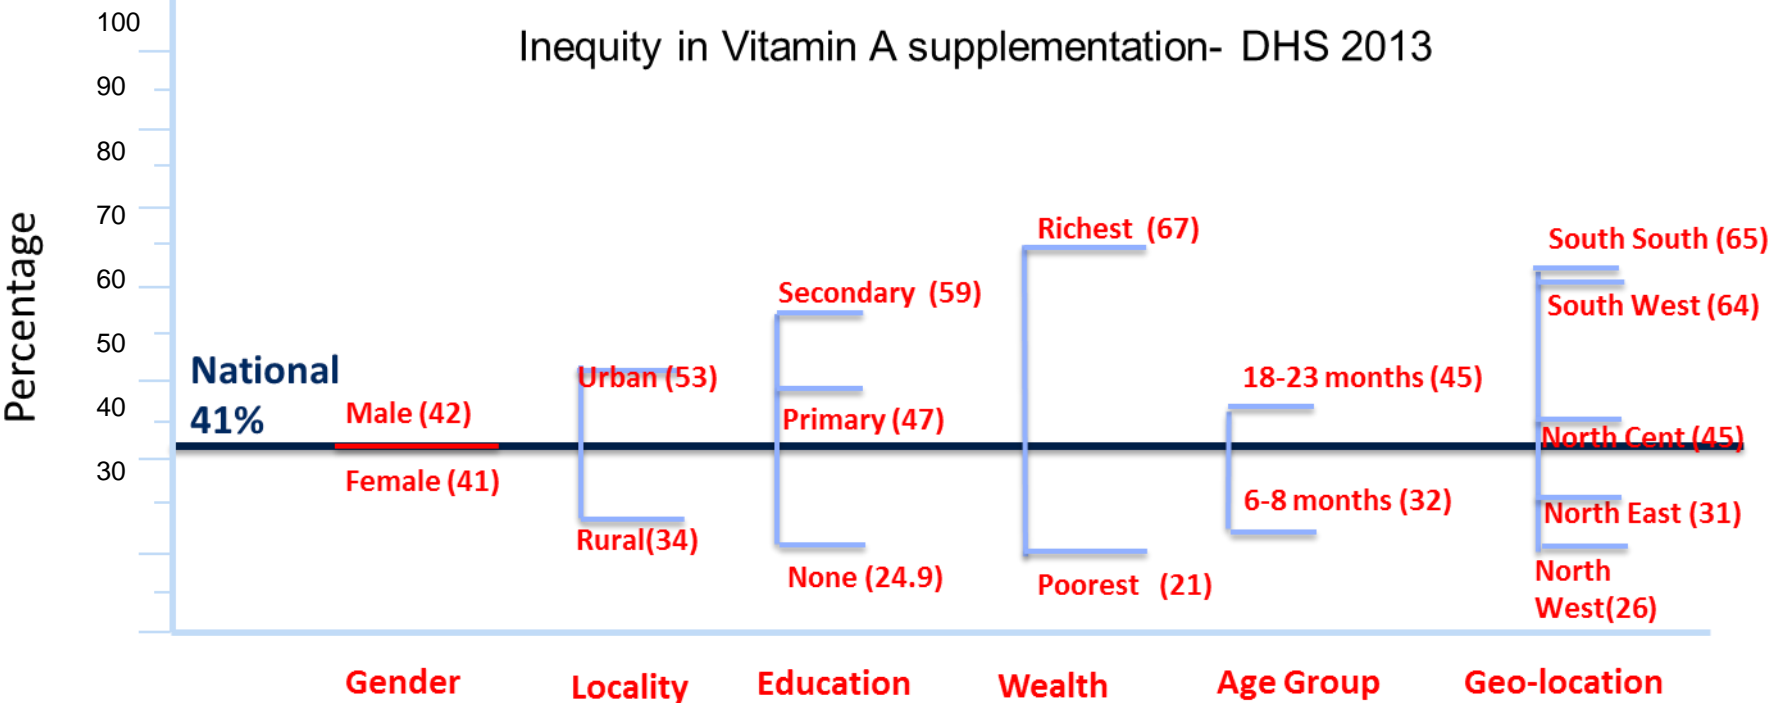 Inequity in Vitamin A supplementation- DHS 2013
Percentage
100
90
80
70
60
50
40
30
National
41%
Male (42)
Female (41)
Urban (53)
Rural(34)
Secondary (59)
Primary (47)
None (24.9)
Richest (67)
Poorest (21)
18-23 months (45)
6-8 months (32)
South South (65)
South West (64)
North Cent (45)
North East (31)
North
West(26)
Gender
Locality
Education
Wealth
Age Group
Geo-location